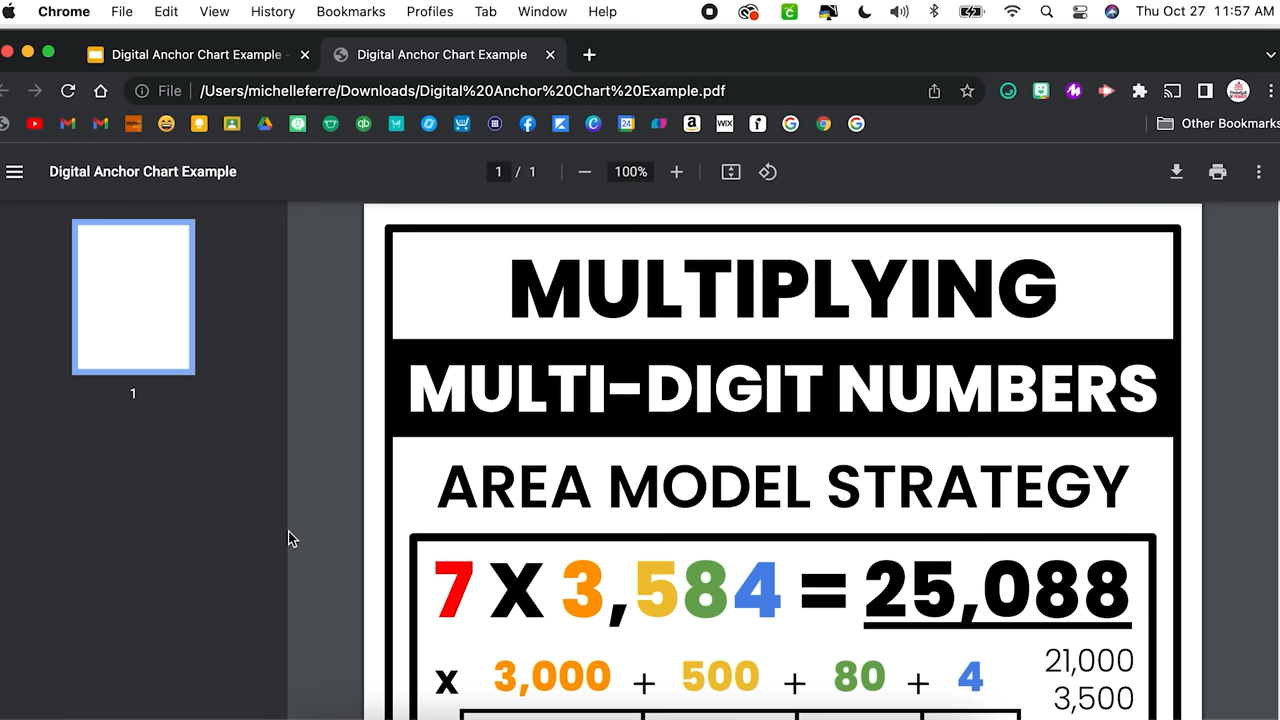 Chrome File Edit View History Bookmarks Profiles Tab Window Help Thu Oct 27 11:57 AM
Digital Anchor Chart Example - Digital Anchor Chart Example
File /Users/michelleferre/Downloads/Digital%20Anchor%20Chart%20Example.pdf
Other Bookmarks
Digital Anchor Chart Example 1 / 1 100%
1
MULTIPLYING
MULTI-DIGIT NUMBERS
AREA MODEL STRATEGY
7 X 3,584 = 25,088
x 3,000 + 500 + 80 + 4 21,000
3,500